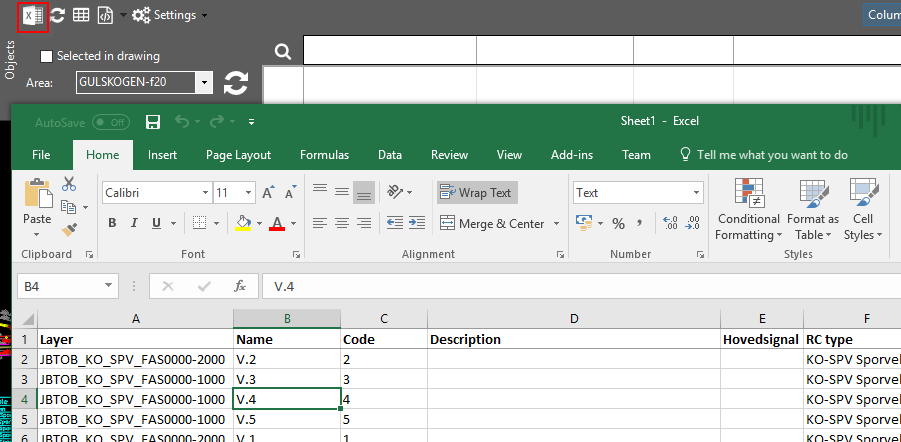 Settings
Colum
Objects
Selected in drawing
Area: GULSKOGEN-f20
AutoSave Off
Sheet1 - Excel
File Home Insert Page Layout Formulas Data Review View Add-ins Team Tell me what you want to do
Paste
Calibri 11
B I U
Wrap Text
Merge & Center
Text
% ,
Conditional Formatting
Format as Table
Cell Styles
Clipboard Font Alignment Number Styles
B4 fx V.4
A B C D E F
1 Layer Name Code Description Hovedsignal RC type
2 JBTOB_KO_SPV_FAS0000-2000 V.2 2 KO-SPV Sporvel
3 JBTOB_KO_SPV_FAS0000-1000 V.3 3 KO-SPV Sporvel
4 JBTOB_KO_SPV_FAS0000-1000 V.4 4 KO-SPV Sporvel
5 JBTOB_KO_SPV_FAS0000-1000 V.5 5 KO-SPV Sporvel
6 JBTOB_KO_SPV_FAS0000-2000 V.1 1 KO-SPV Sporvel